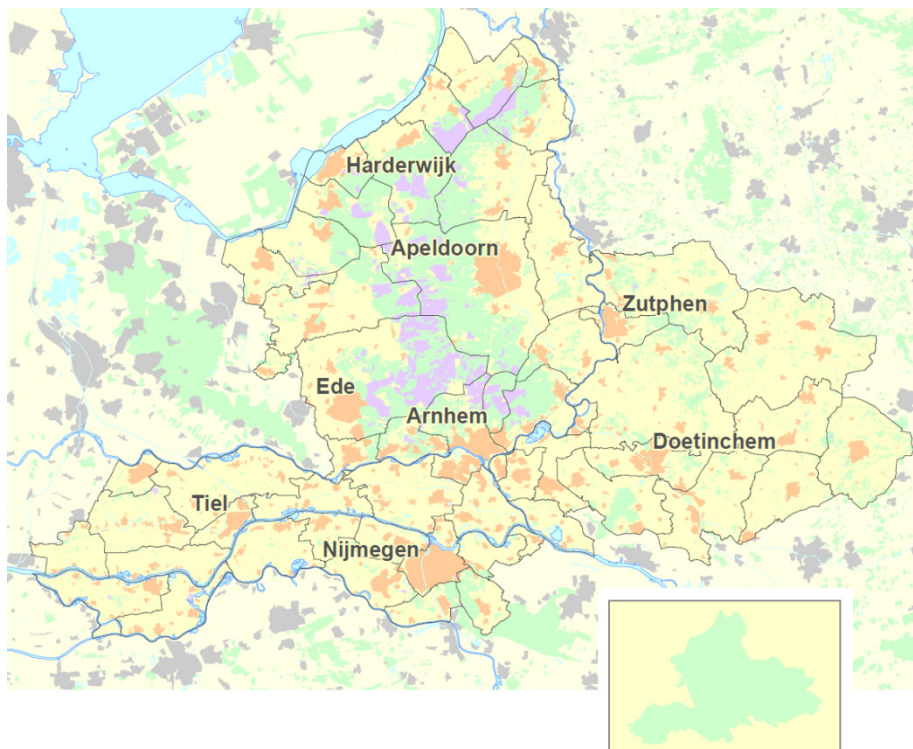 Harderwijk
Apeldoorn
Zutphen
Ede
Arnhem
Doetinchem
Tiel
Nijmegen